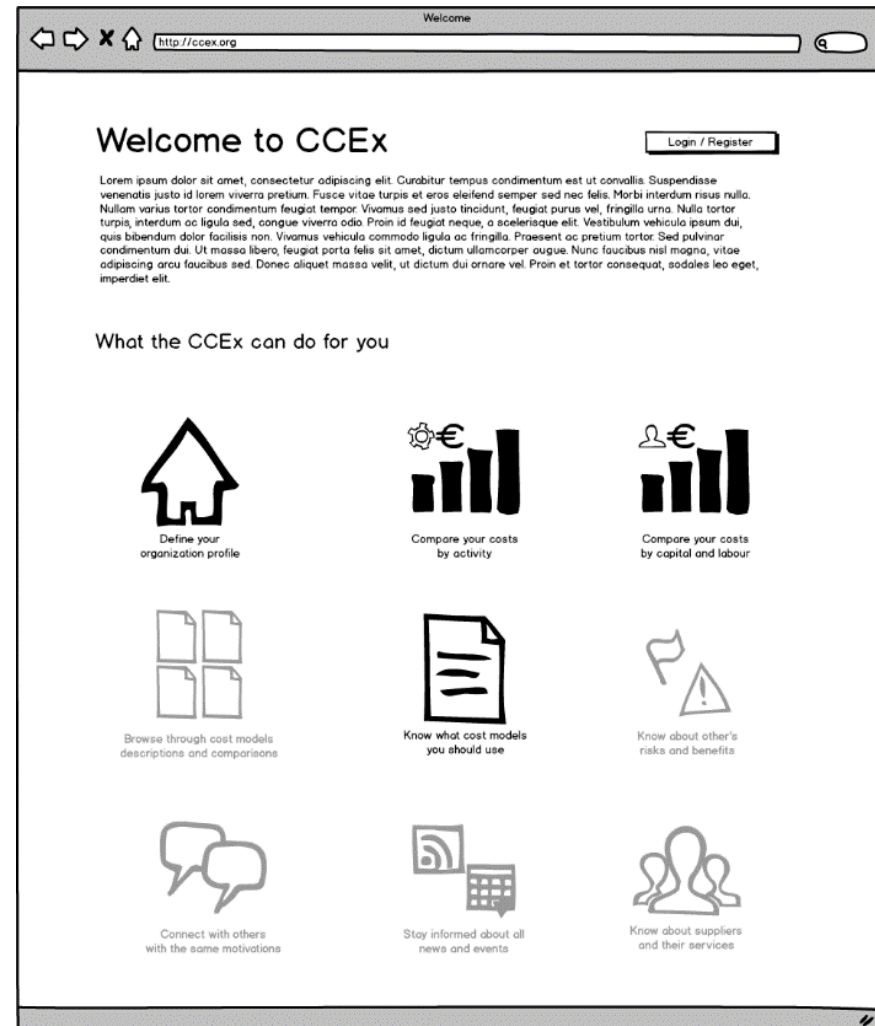 Welcome
http://ccex.org
Welcome to CCEx
Login / Register
Lorem ipsum dolor sit amet, consectetur adipiscing elit. Curabitur tempus condimentum est ut convallis. Suspendisse
venenatis justo id lorem viverra pretium. Fusce vitae turpis et eros eleifend semper sed nec felis. Morbi interdum risus nulla.
Nullam varius tortor condimentum feugiat tempor. Vivamus sed justo tincidunt, feugiat purus vel, fringilla urna. Nulla tortor
turpis, interdum ac ligula sed, congue viverra odio. Proin id feugiat neque, a scelerisque elit. Vestibulum vehicula ipsum dui,
quis bibendum dolor facilisis non. Vivamus vehicula commodo ligula ac fringilla. Praesent ac pretium tortor. Sed pulvinar
condimentum dui. Ut massa libero, feugiat porta felis sit amet, dictum ullamcorper augue. Nunc faucibus nisl magna, vitae
adipiscing arcu faucibus sed. Donec aliquet massa velit, ut dictum dui ornare vel. Proin et tortor consequat, sodales leo eget,
imperdiet elit.
What the CCEx can do for you
€
€
Define your
organization profile
Compare your costs
by activity
Compare your costs
by capital and labour
Browse through cost models
descriptions and comparisons
Know what cost models
you should use
Know about other's
risks and benefits
Connect with others
with the same motivations
Stay informed about all
news and events
Know about suppliers
and their services